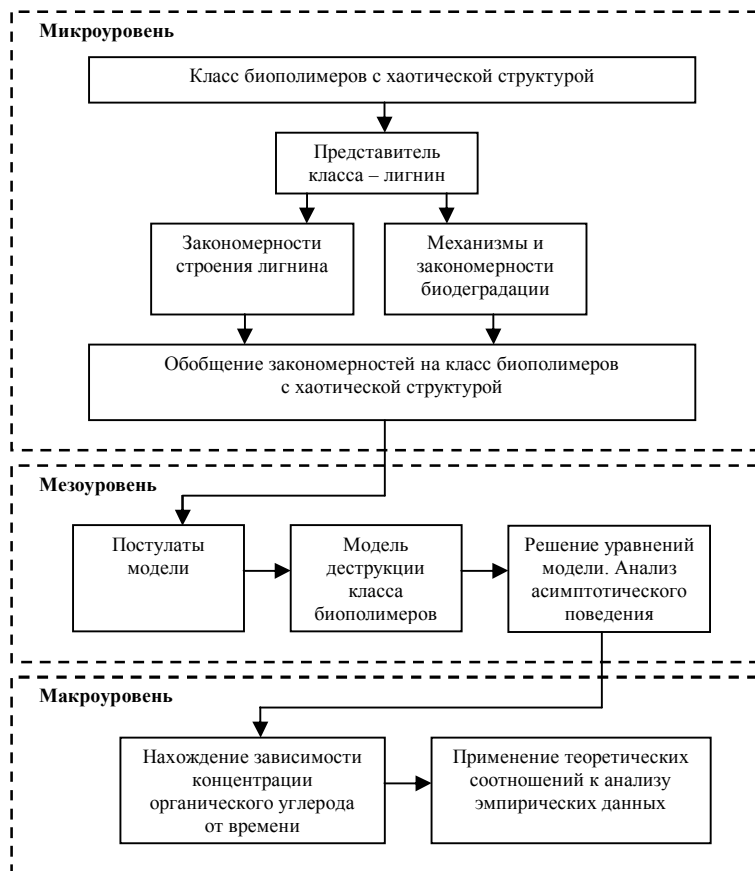 Микроуровень
Класс биополимеров с хаотической структурой
Представитель
класса – лигнин
Закономерности
строения лигнина
Механизмы и
закономерности
биодеградации
Обобщение закономерностей на класс биополимеров
с хаотической структурой
Мезоуровень
Постулаты
модели
Модель
деструкции
класса
биополимеров
Решение уравнений
модели. Анализ
асимптотического
поведения
Макроуровень
Нахождение зависимости
концентрации
органического углерода
от времени
Применение теоретических
соотношений к анализу
эмпирических данных